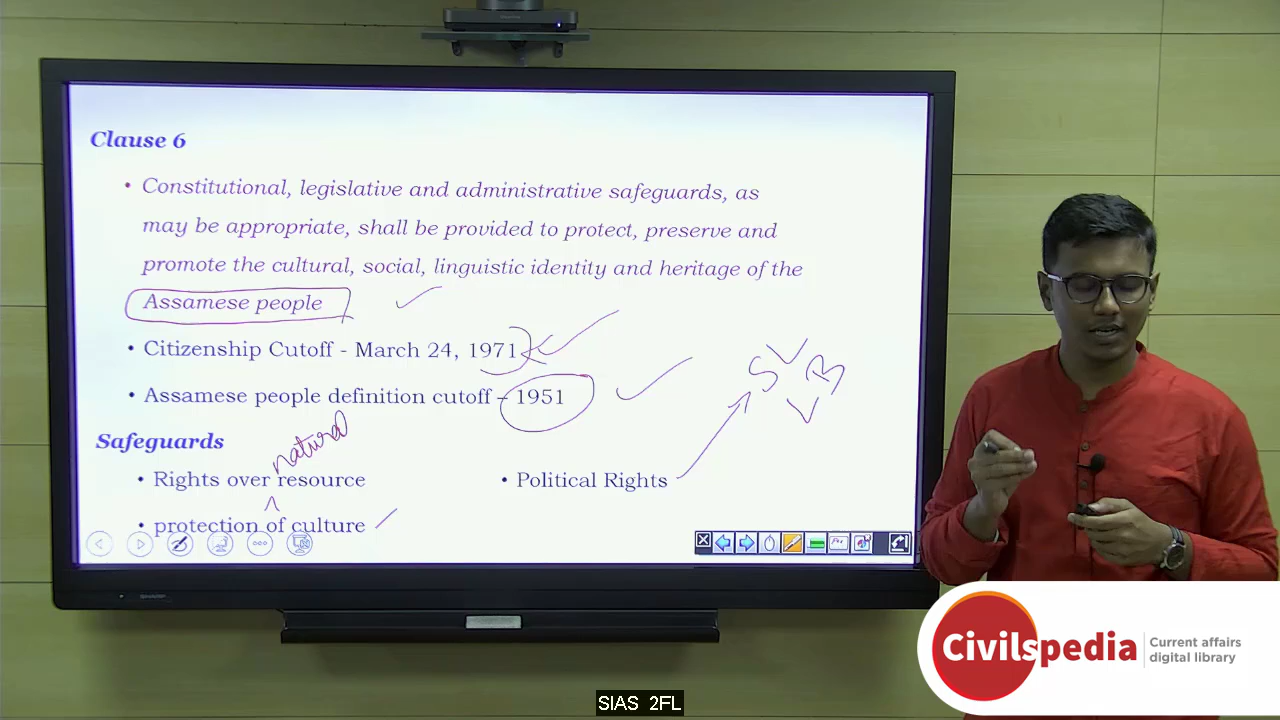 Clause 6
• Constitutional, legislative and administrative safeguards, as
may be appropriate, shall be provided to protect, preserve and
promote the cultural, social, linguistic identity and heritage of the
Assamese people
• Citizenship Cutoff - March 24, 1971
• Assamese people definition cutoff – 1951
Safeguards
natural
• Rights over resource
• protection of culture
• Political Rights
SHARP
Civilspedia
Current affairs
digital library
SIAS 2FL